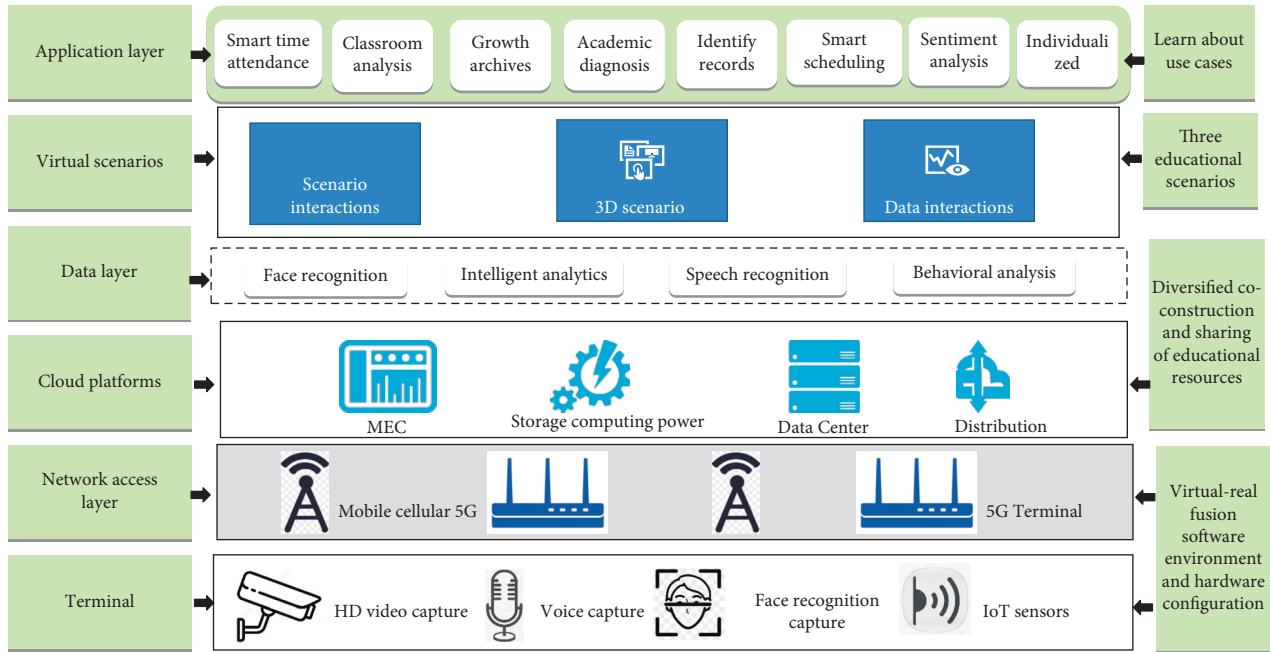 Application layer
Smart time
attendance
Classroom
analysis
Growth
archives
Academic
diagnosis
Identify
records
Smart
scheduling
Sentiment
analysis
Individuali
zed
Learn about
use cases
Virtual scenarios
Scenario
interactions
3D scenario
Data interactions
Three
educational
scenarios
Data layer
Face recognition
Intelligent analytics
Speech recognition
Behavioral analysis
Diversified co-
construction
and sharing
of educational
resources
Cloud platforms
MEC
Storage computing power
Data Center
Distribution
Network access
layer
Mobile cellular 5G
5G Terminal
Virtual-real
fusion
software
environment
and hardware
configuration
Terminal
HD video capture
Voice capture
Face recognition
capture
IoT sensors